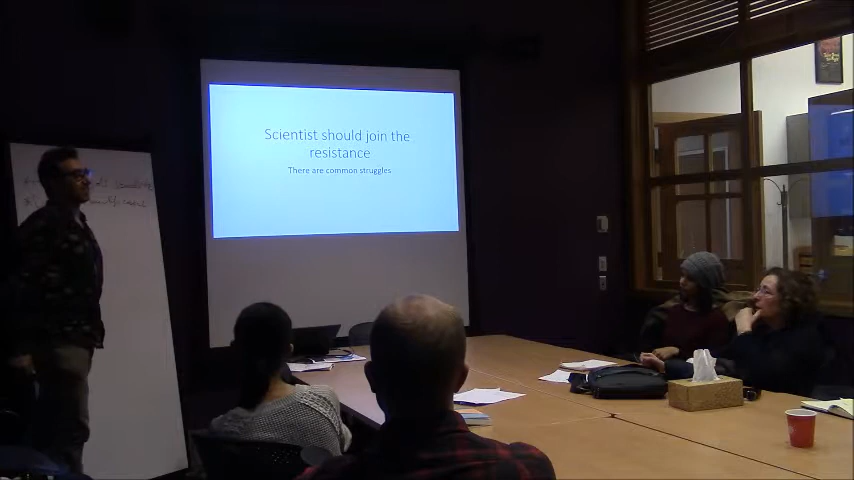 Scientist should join the
resistance
There are common struggles